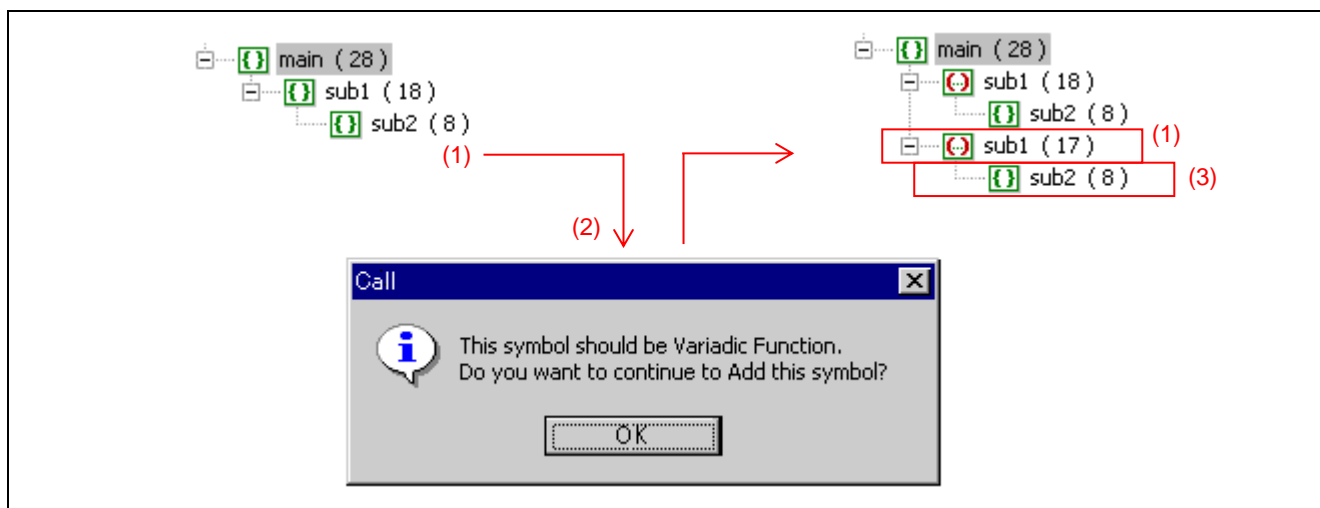 main ( 28 )
sub1 ( 18 )
sub2 ( 8 )
(1)
(2)
main ( 28 )
sub1 ( 18 )
sub2 ( 8 )
sub1 ( 17 )
(1)
sub2 ( 8 )
(3)
Call
This symbol should be Variadic Function.
Do you want to continue to Add this symbol?
OK